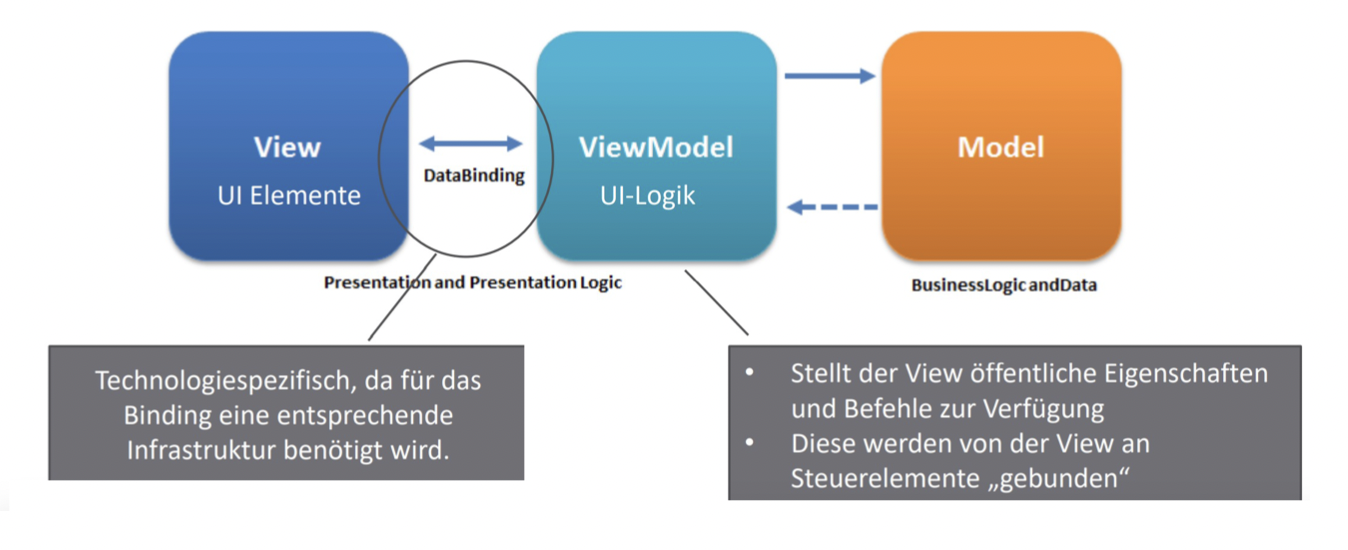 View
UI Elemente
DataBinding
ViewModel
UI-Logik
Model
Presentation and Presentation Logic
BusinessLogic andData
Technologiespezifisch, da für das
Binding eine entsprechende
Infrastruktur benötigt wird.
• Stellt der View öffentliche Eigenschaften
und Befehle zur Verfügung
• Diese werden von der View an
Steuerelemente „gebunden“